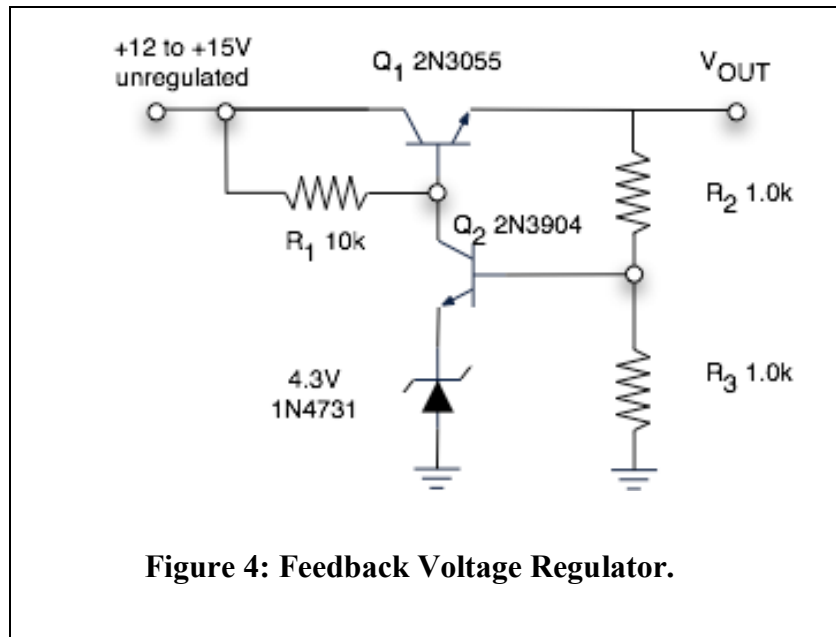 +12 to +15V
unregulated
Q1 2N3055
VOUT
R1 10k
Q2 2N3904
R2 1.0k
4.3V
1N4731
R3 1.0k
Figure 4: Feedback Voltage Regulator.